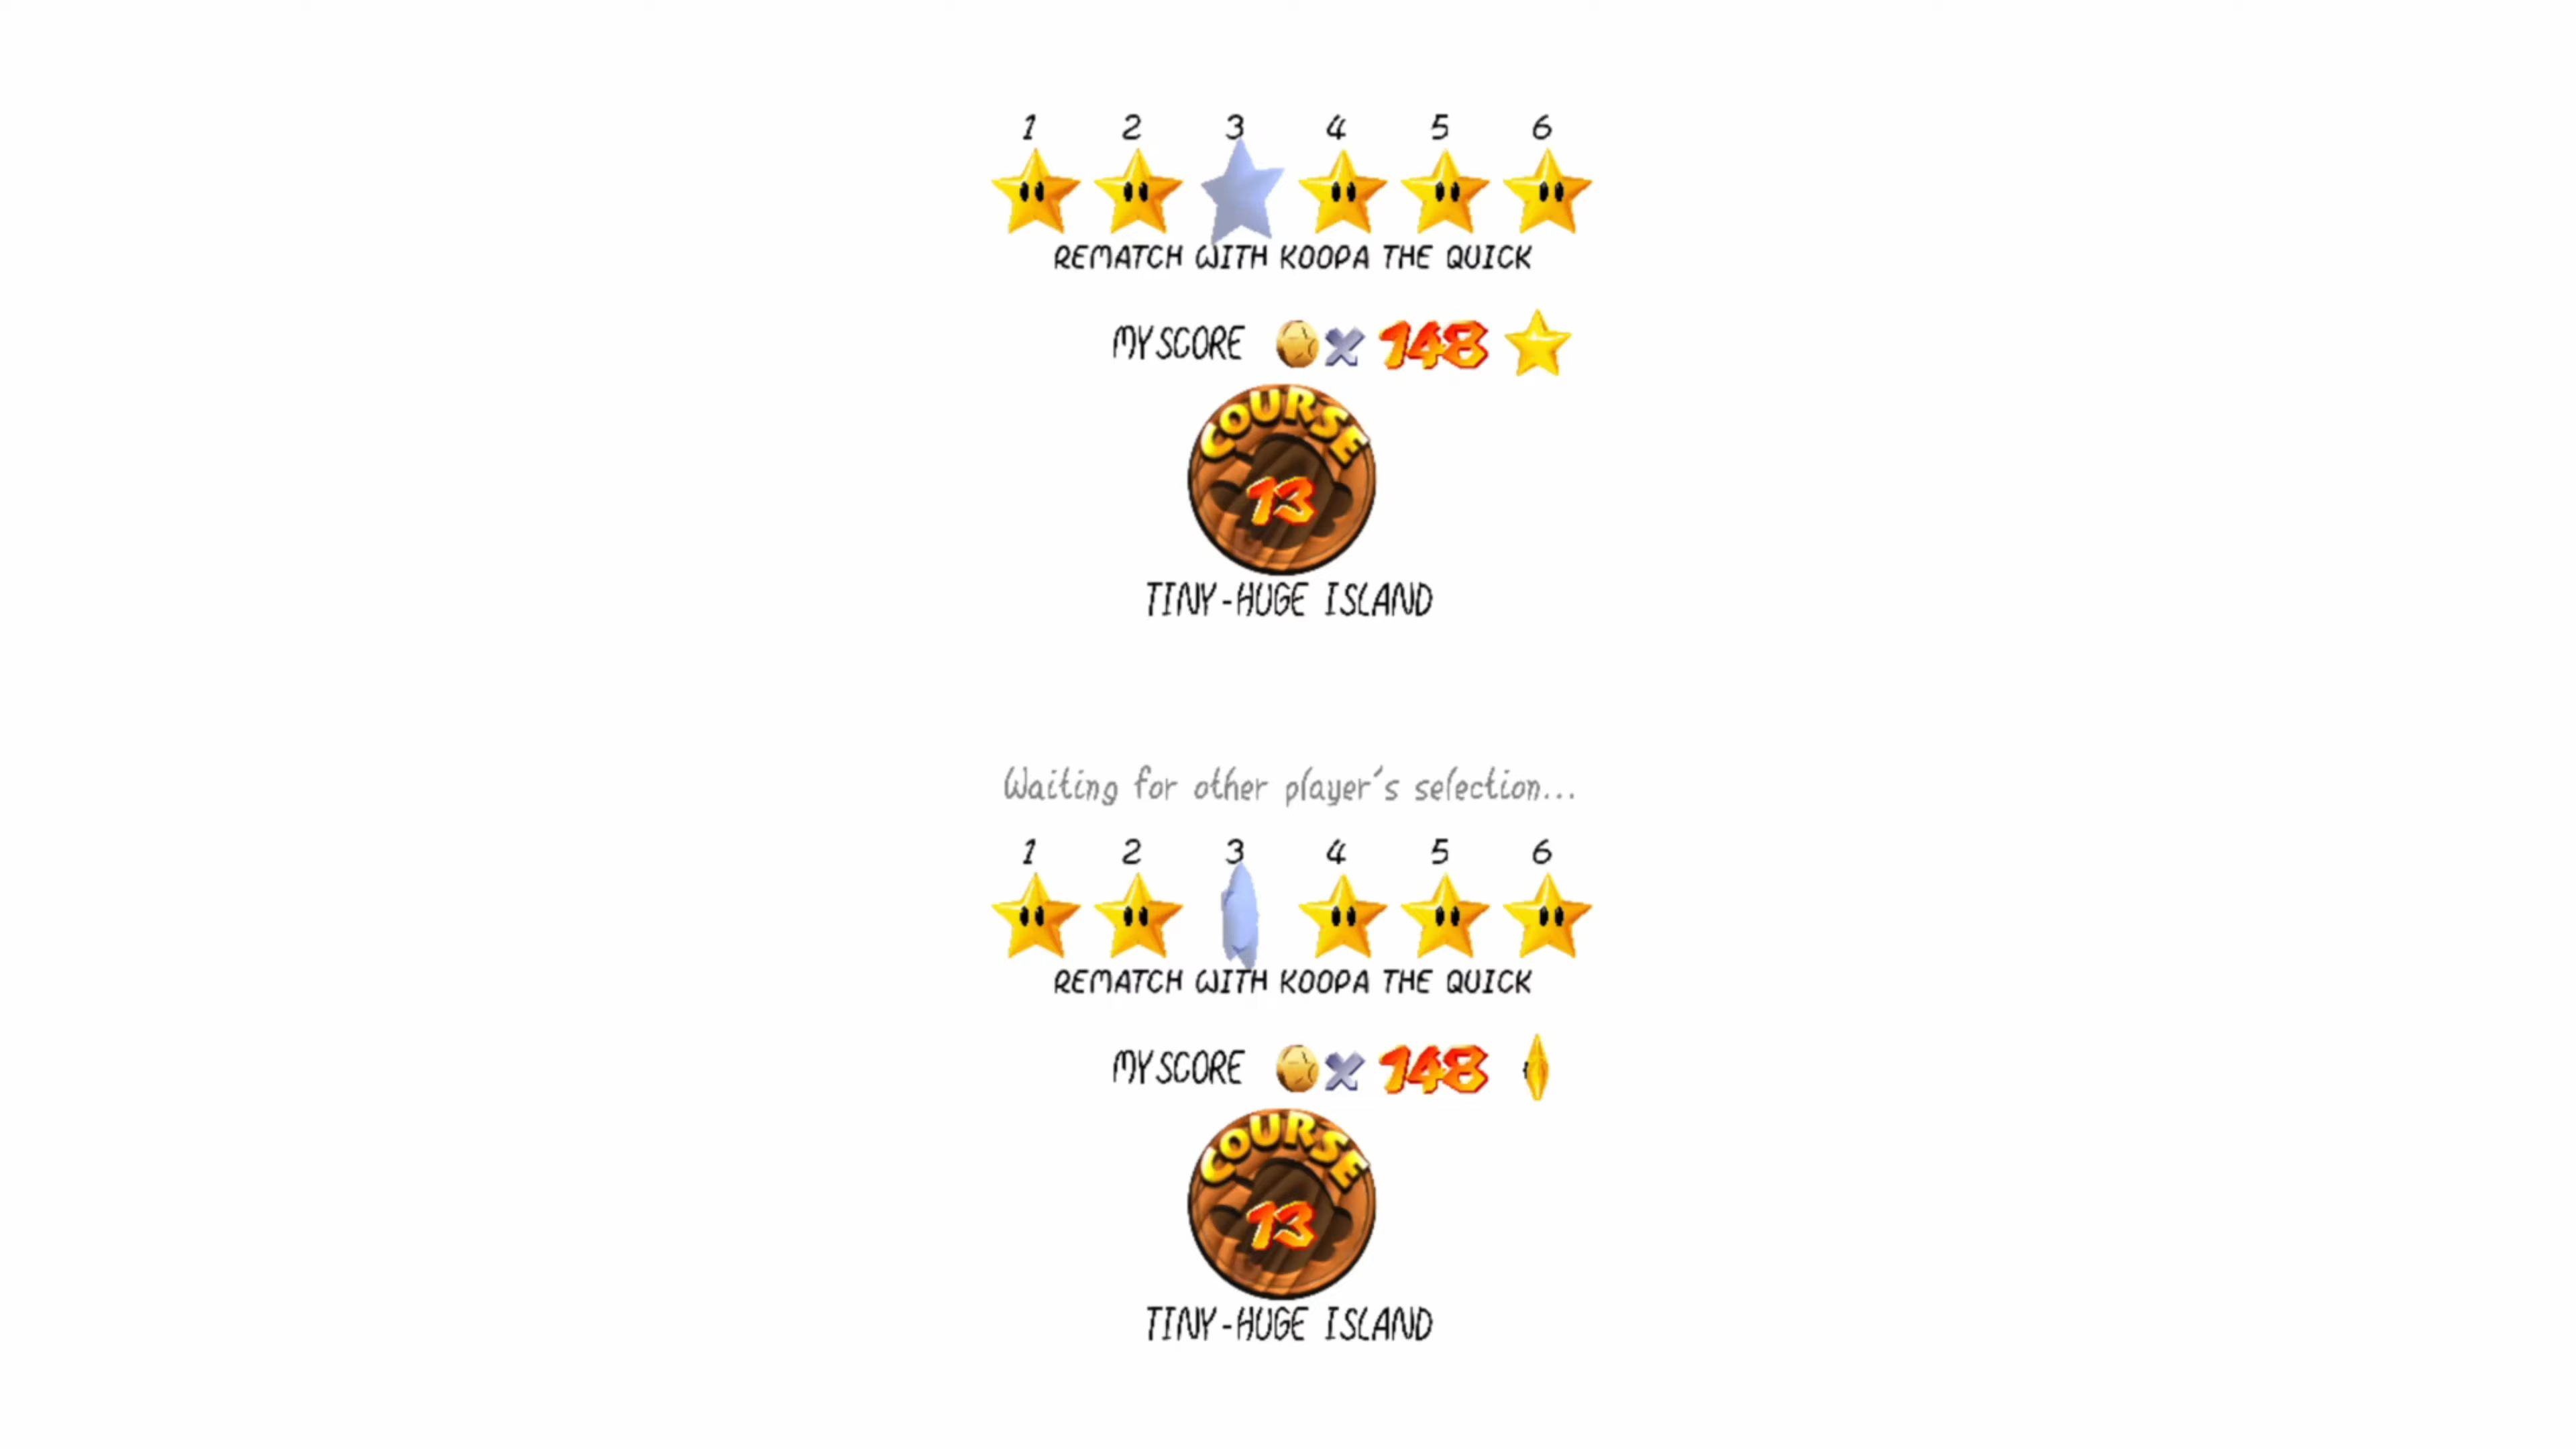 1 2 3 4 5 6
REMATCH WITH KOOPA THE QUICK
MY SCORE × 148
COURSE
13
TINY-HUGE ISLAND
Waiting for other player's selection...
1 2 3 4 5 6
REMATCH WITH KOOPA THE QUICK
MY SCORE × 148
COURSE
13
TINY-HUGE ISLAND